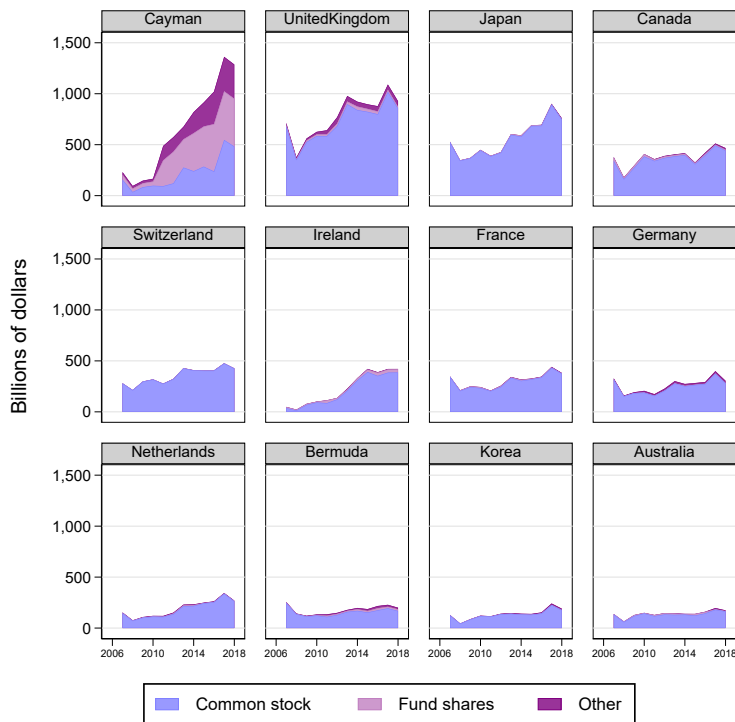 Cayman
UnitedKingdom
Japan
Canada
1,500
1,000
500
0
Switzerland
Ireland
France
Germany
1,500
1,000
500
0
Billions of dollars
Netherlands
Bermuda
Korea
Australia
1,500
1,000
500
0
2006 2010 2014 2018
2006 2010 2014 2018
2006 2010 2014 2018
2006 2010 2014 2018
Common stock
Fund shares
Other